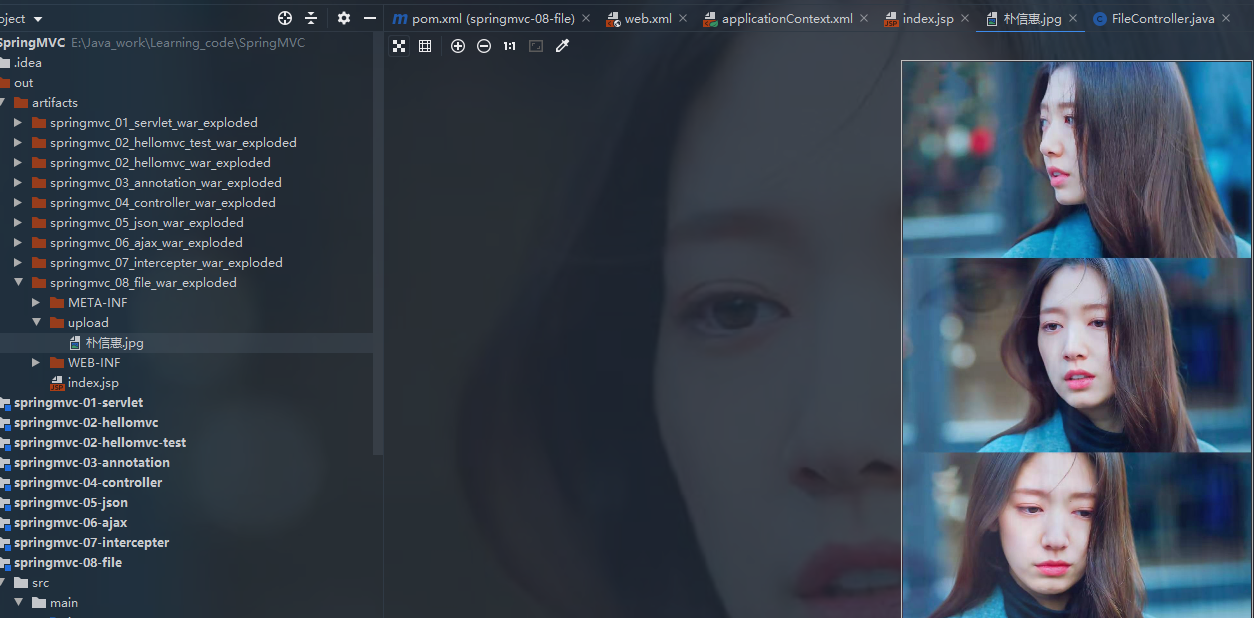 oject
pom.xml (springmvc-08-file)
web.xml
applicationContext.xml
index.jsp
朴信惠.jpg
FileController.java
SpringMVC E:\Java_work\Learning_code\SpringMVC
1:1
.idea
out
artifacts
springmvc_01_servlet_war_exploded
springmvc_02_hellomvc_test_war_exploded
springmvc_02_hellomvc_war_exploded
springmvc_03_annotation_war_exploded
springmvc_04_controller_war_exploded
springmvc_05_json_war_exploded
springmvc_06_ajax_war_exploded
springmvc_07_intercepter_war_exploded
springmvc_08_file_war_exploded
META-INF
upload
朴信惠.jpg
WEB-INF
index.jsp
springmvc-01-servlet
springmvc-02-hellomvc
springmvc-02-hellomvc-test
springmvc-03-annotation
springmvc-04-controller
springmvc-05-json
springmvc-06-ajax
springmvc-07-intercepter
springmvc-08-file
src
main